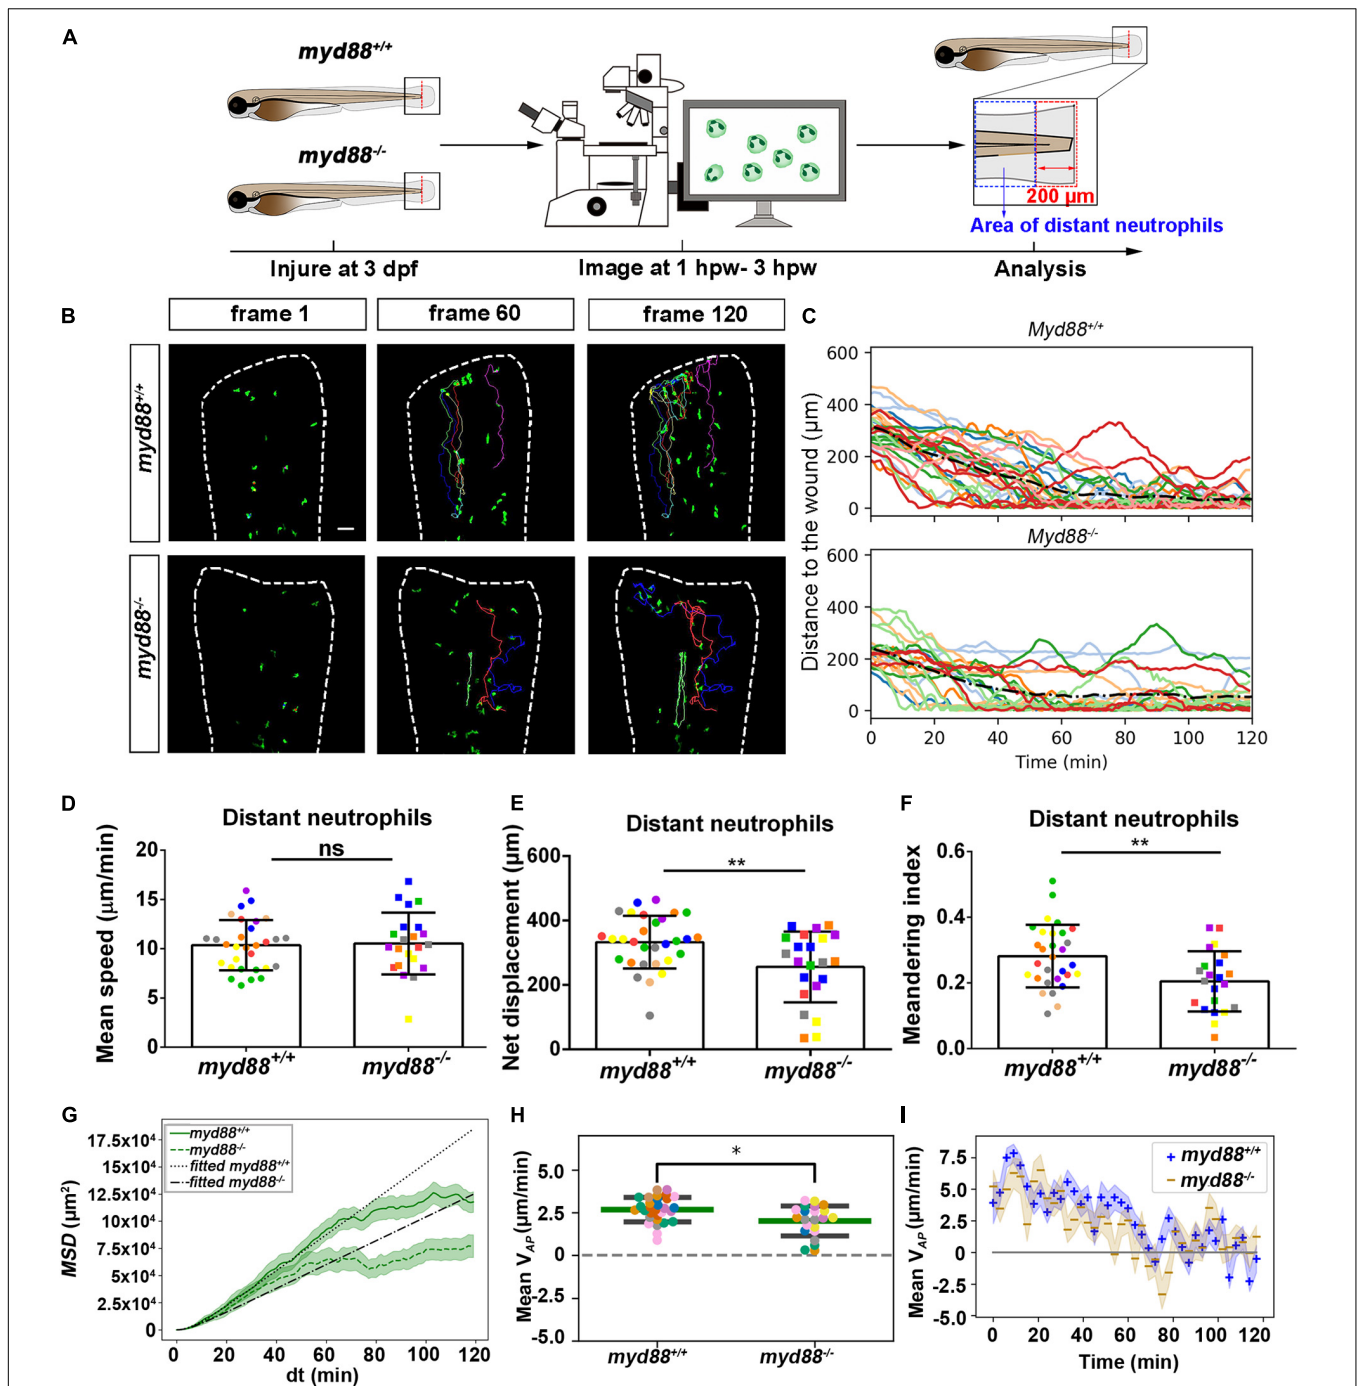 A
myd88+/+
myd88-/-
200 µm
Area of distant neutrophils
Injure at 3 dpf
Image at 1 hpw- 3 hpw
Analysis
B
frame 1
frame 60
frame 120
myd88+/+
myd88-/-
C
Myd88+/+
600
400
200
0
Myd88-/-
600
400
200
0
Distance to the wound (µm)
0 20 40 60 80 100 120
Time (min)
D
Distant neutrophils
ns
Mean speed (µm/min)
20
15
10
5
0
myd88+/+
myd88-/-
E
Distant neutrophils
**
Net displacement (µm)
600
400
200
0
myd88+/+
myd88-/-
F
Distant neutrophils
**
Meandering index
0.6
0.4
0.2
0.0
myd88+/+
myd88-/-
G
MSD (µm²)
17.5x10⁴
15x10⁴
12.5x10⁴
10x10⁴
7.5x10⁴
5x10⁴
2.5x10⁴
0
myd88+/+
myd88-/-
fitted myd88+/+
fitted myd88-/-
0 20 40 60 80 100 120
dt (min)
H
*
Mean V_AP (µm/min)
5.0
2.5
0
-2.5
-5.0
myd88+/+
myd88-/-
I
Mean V_AP (µm/min)
7.5
5.0
2.5
0
-2.5
-5.0
myd88+/+
myd88-/-
0 20 40 60 80 100 120
Time (min)